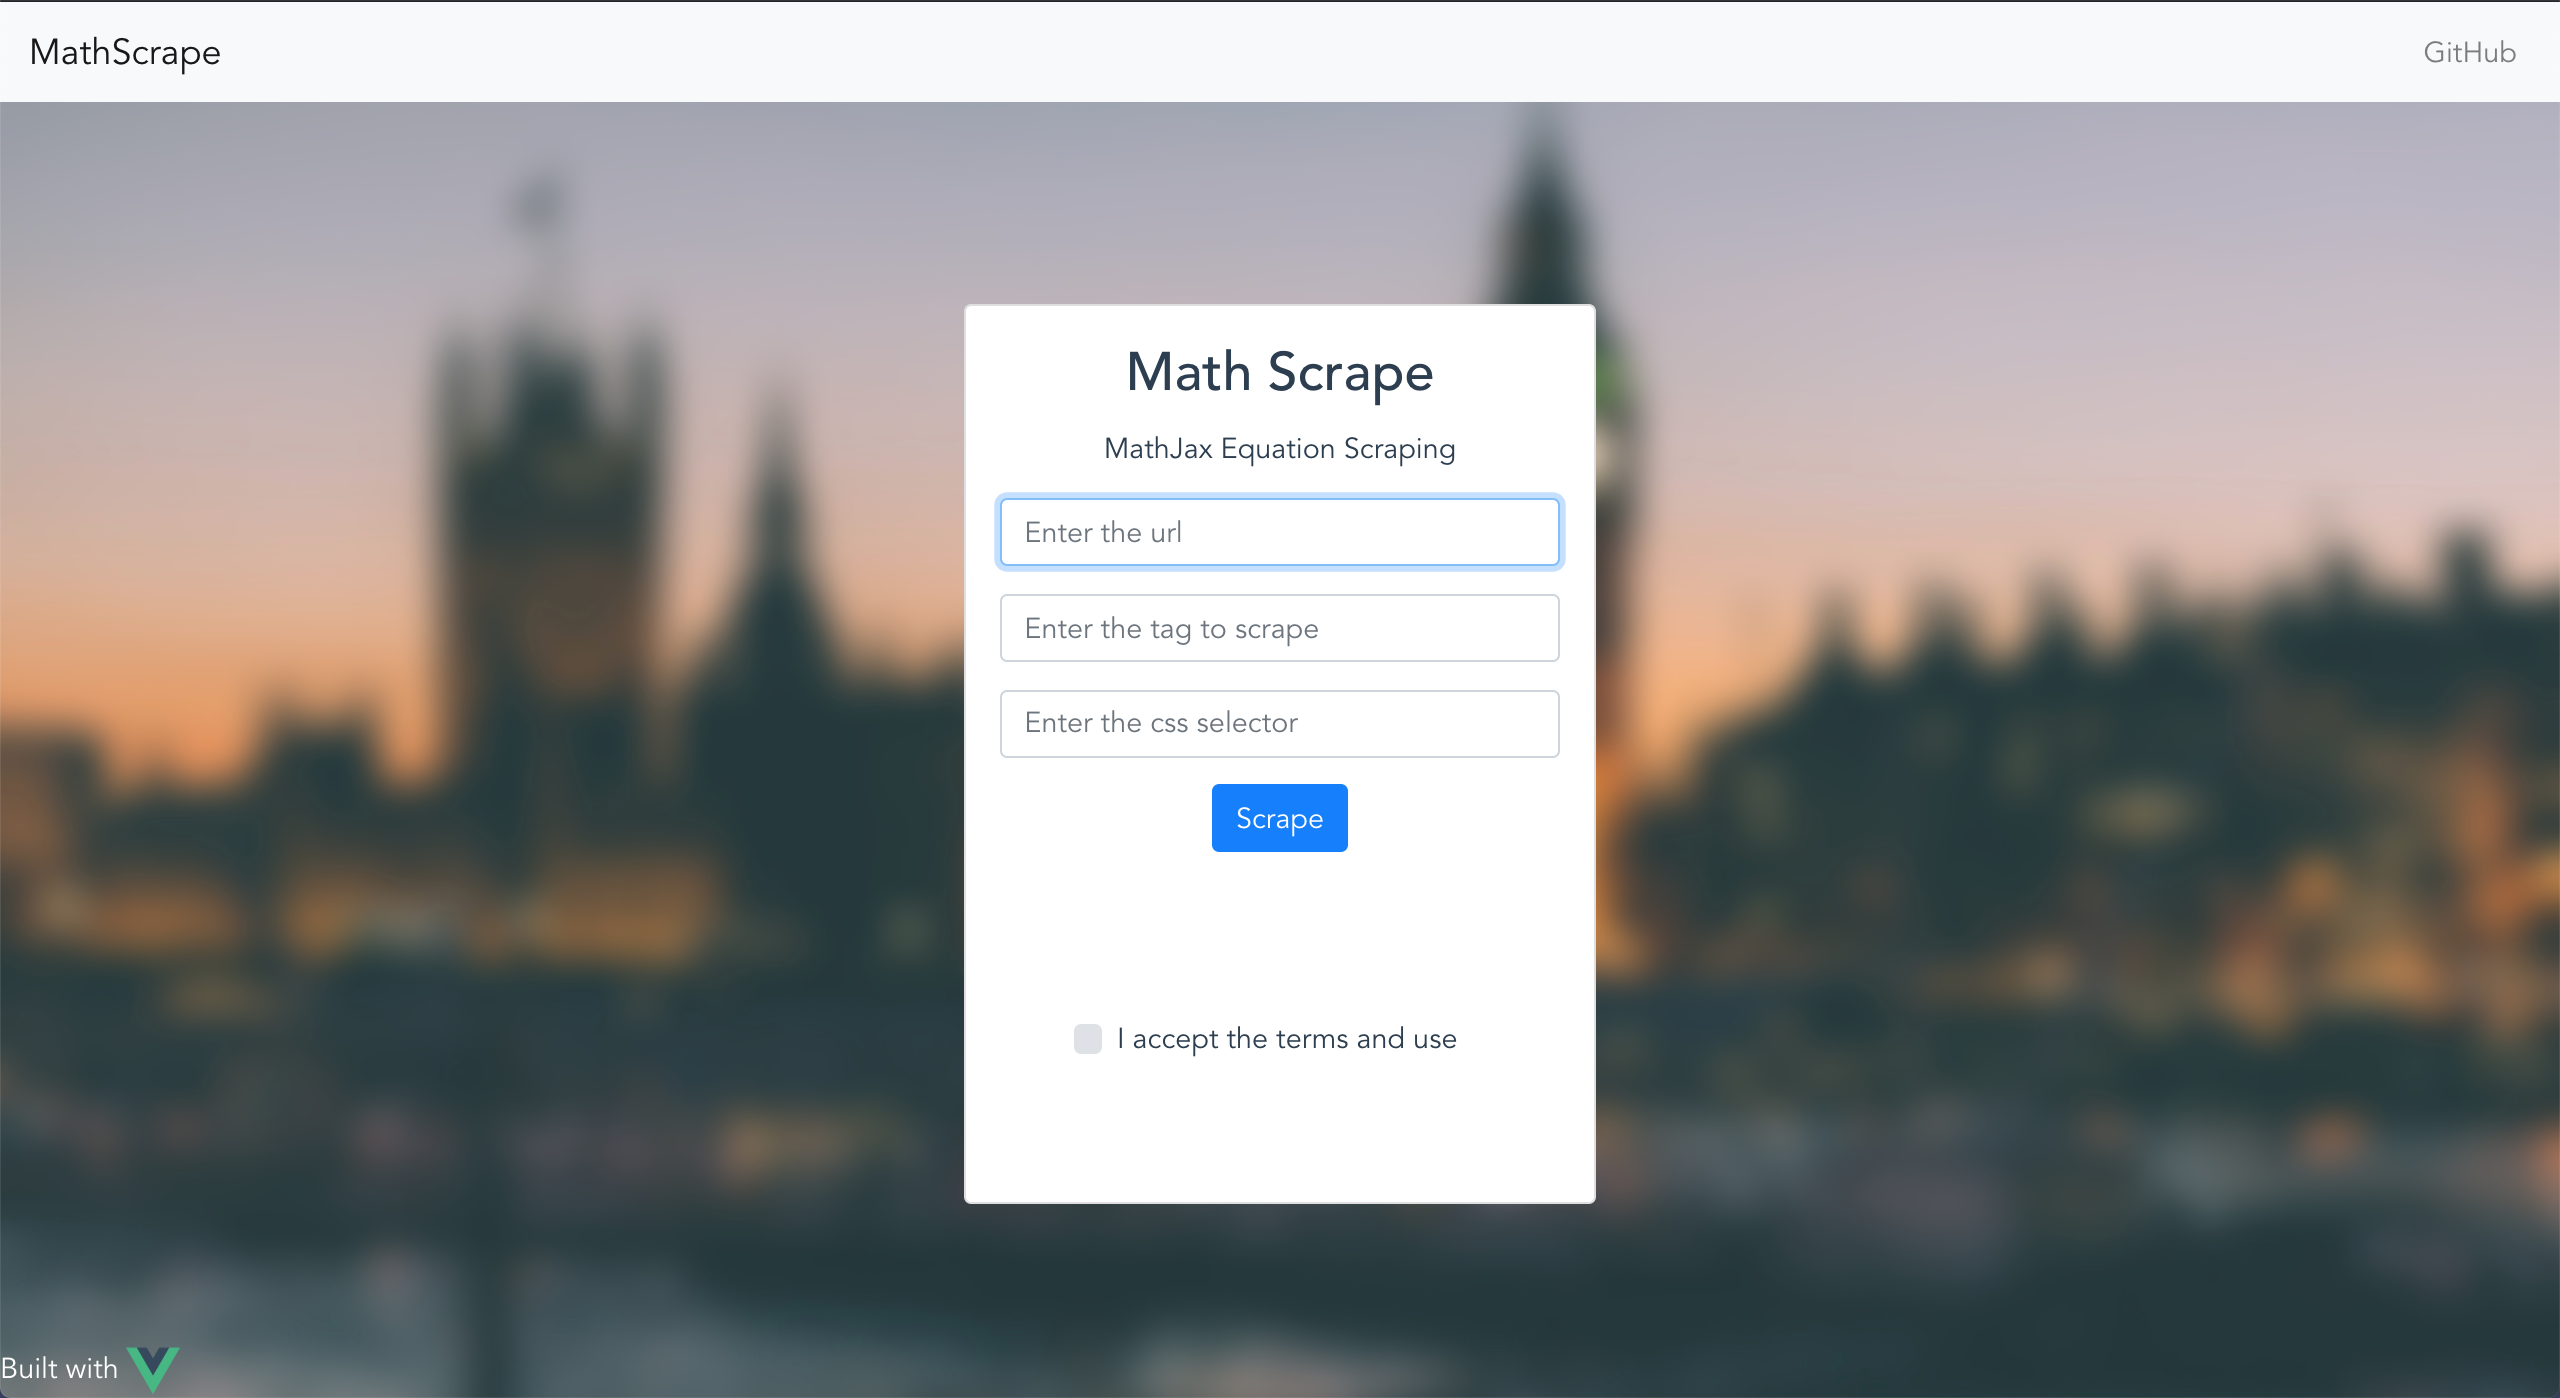 MathScrape
GitHub
Math Scrape
MathJax Equation Scraping
Enter the url
Enter the tag to scrape
Enter the css selector
Scrape
I accept the terms and use
Built with